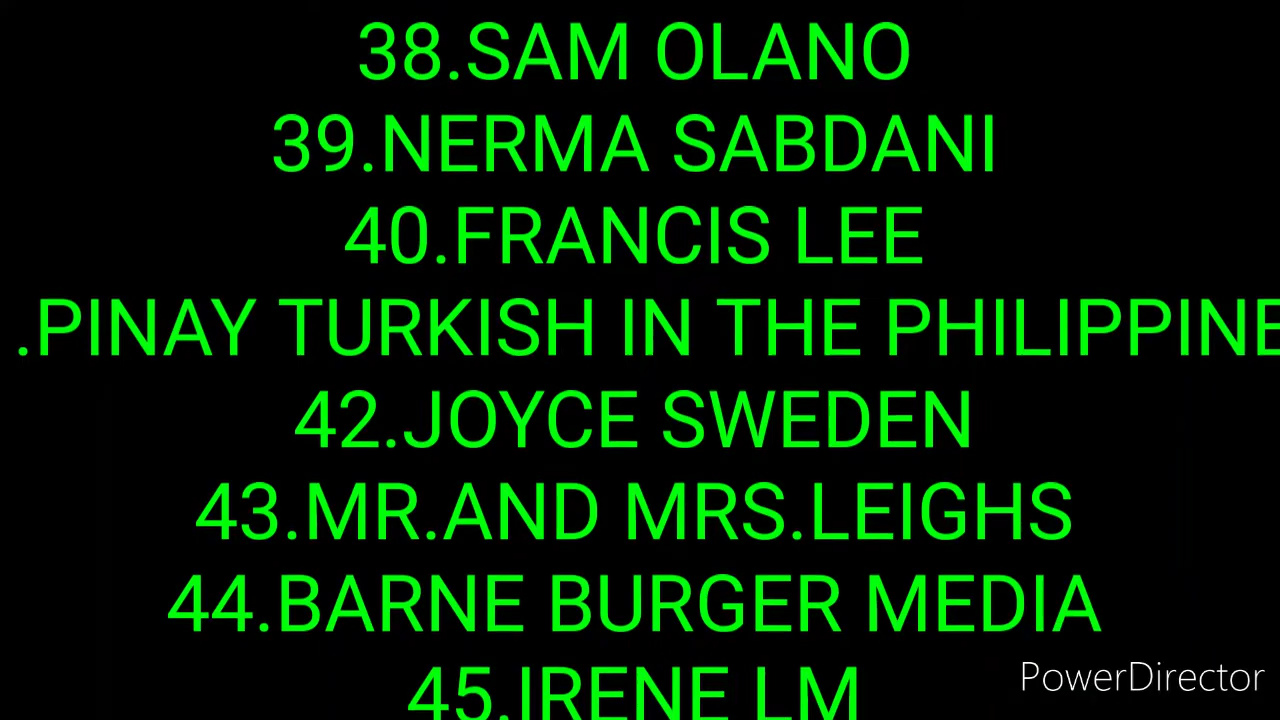 38.SAM OLANO
39.NERMA SABDANI
40.FRANCIS LEE
.PINAY TURKISH IN THE PHILIPPINE
42.JOYCE SWEDEN
43.MR.AND MRS.LEIGHS
44.BARNE BURGER MEDIA
45.IRENE LM
PowerDirector